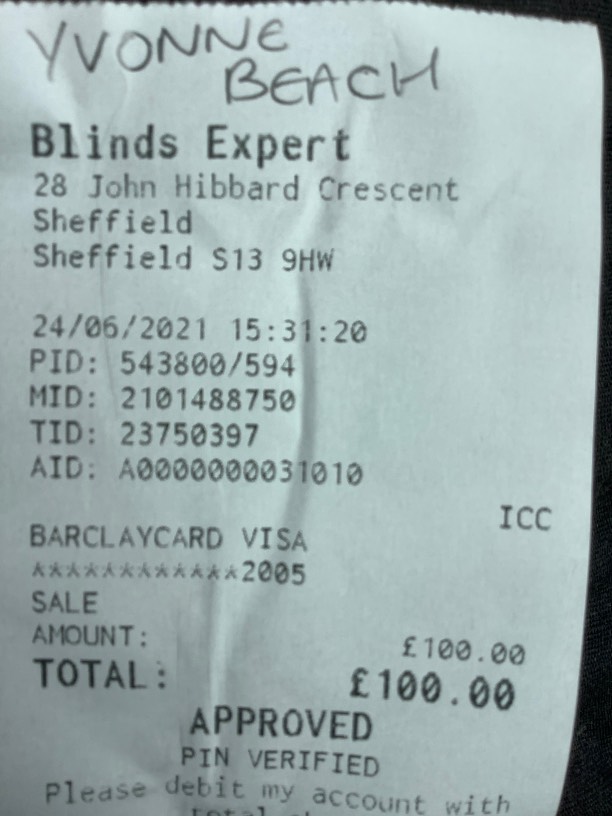 YVONNE
BEACH
Blinds Expert
28 John Hibbard Crescent
Sheffield
Sheffield S13 9HW
24/06/2021 15:31:20
PID: 543800/594
MID: 2101488750
TID: 23750397
AID: A0000000031010
ICC
BARCLAYCARD VISA
************2005
SALE
AMOUNT: £100.00
TOTAL: £100.00
APPROVED
PIN VERIFIED
Please debit my account with
total